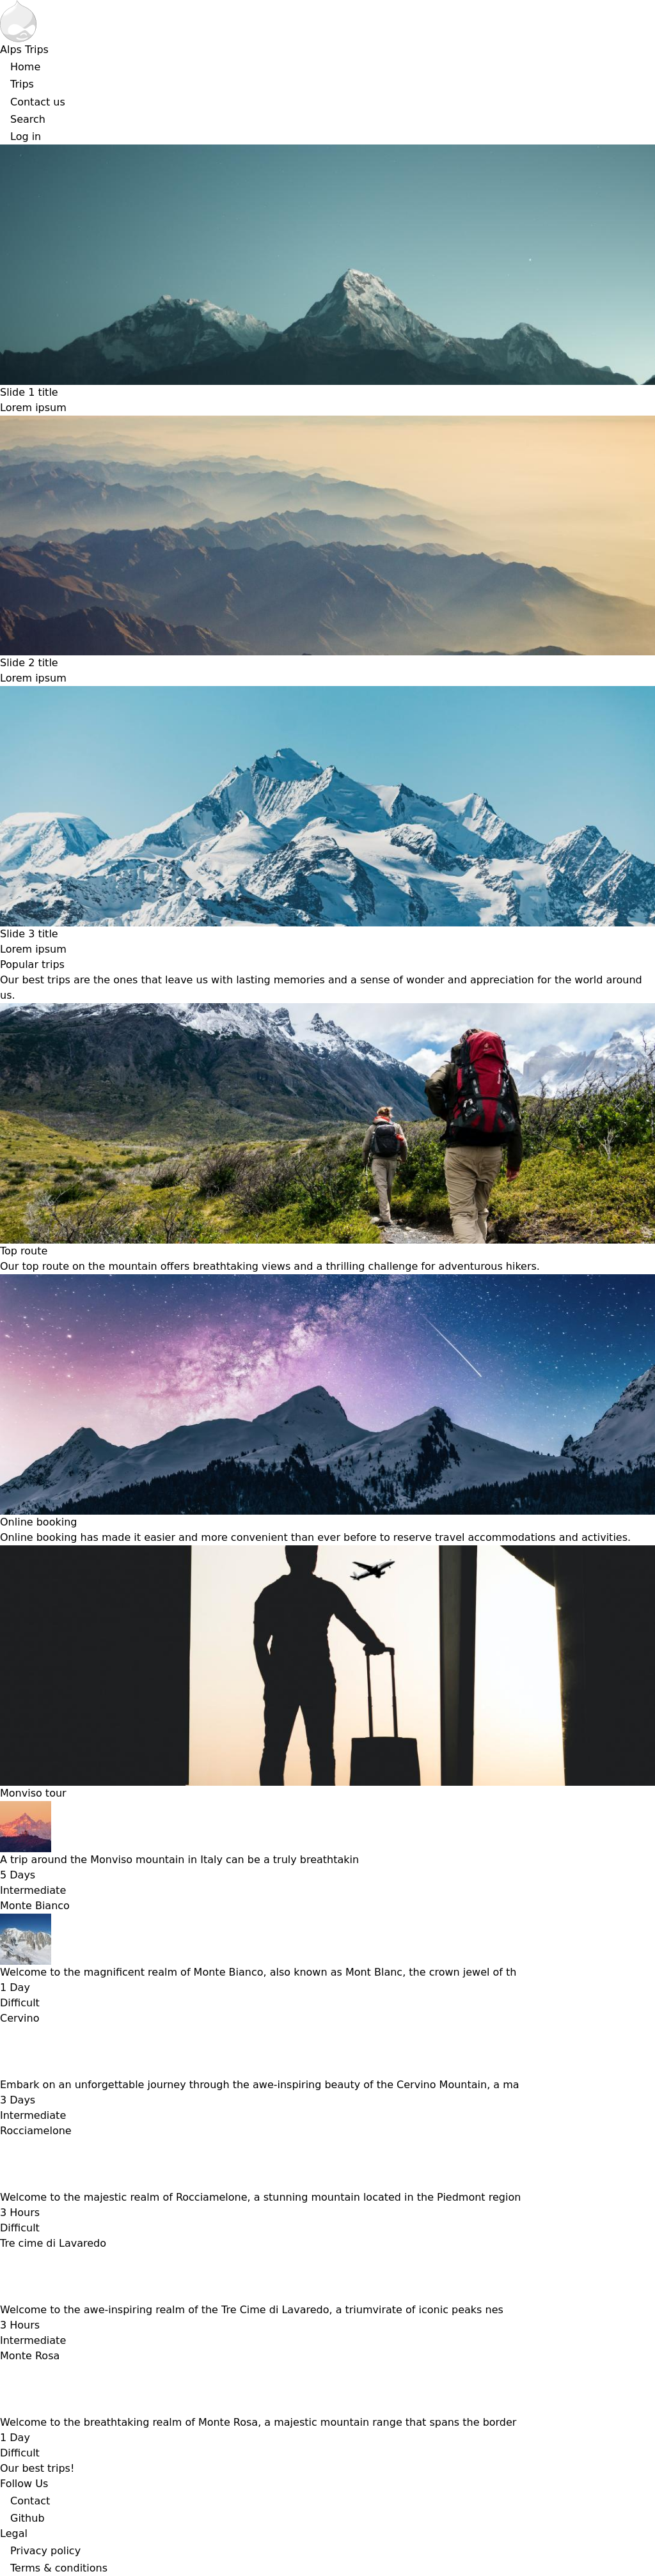 Alps Trips
Home
Trips
Contact us
Search
Log in
Slide 1 title
Lorem ipsum
Slide 2 title
Lorem ipsum
Slide 3 title
Lorem ipsum
Popular trips
Our best trips are the ones that leave us with lasting memories and a sense of wonder and appreciation for the world around
us.
Top route
Our top route on the mountain offers breathtaking views and a thrilling challenge for adventurous hikers.
Online booking
Online booking has made it easier and more convenient than ever before to reserve travel accommodations and activities.
Monviso tour
A trip around the Monviso mountain in Italy can be a truly breathtakin
5 Days
Intermediate
Monte Bianco
Welcome to the magnificent realm of Monte Bianco, also known as Mont Blanc, the crown jewel of th
1 Day
Difficult
Cervino
Embark on an unforgettable journey through the awe-inspiring beauty of the Cervino Mountain, a ma
3 Days
Intermediate
Rocciamelone
Welcome to the majestic realm of Rocciamelone, a stunning mountain located in the Piedmont region
3 Hours
Difficult
Tre cime di Lavaredo
Welcome to the awe-inspiring realm of the Tre Cime di Lavaredo, a triumvirate of iconic peaks nes
3 Hours
Intermediate
Monte Rosa
Welcome to the breathtaking realm of Monte Rosa, a majestic mountain range that spans the border
1 Day
Difficult
Our best trips!
Follow Us
Contact
Github
Legal
Privacy policy
Terms & conditions